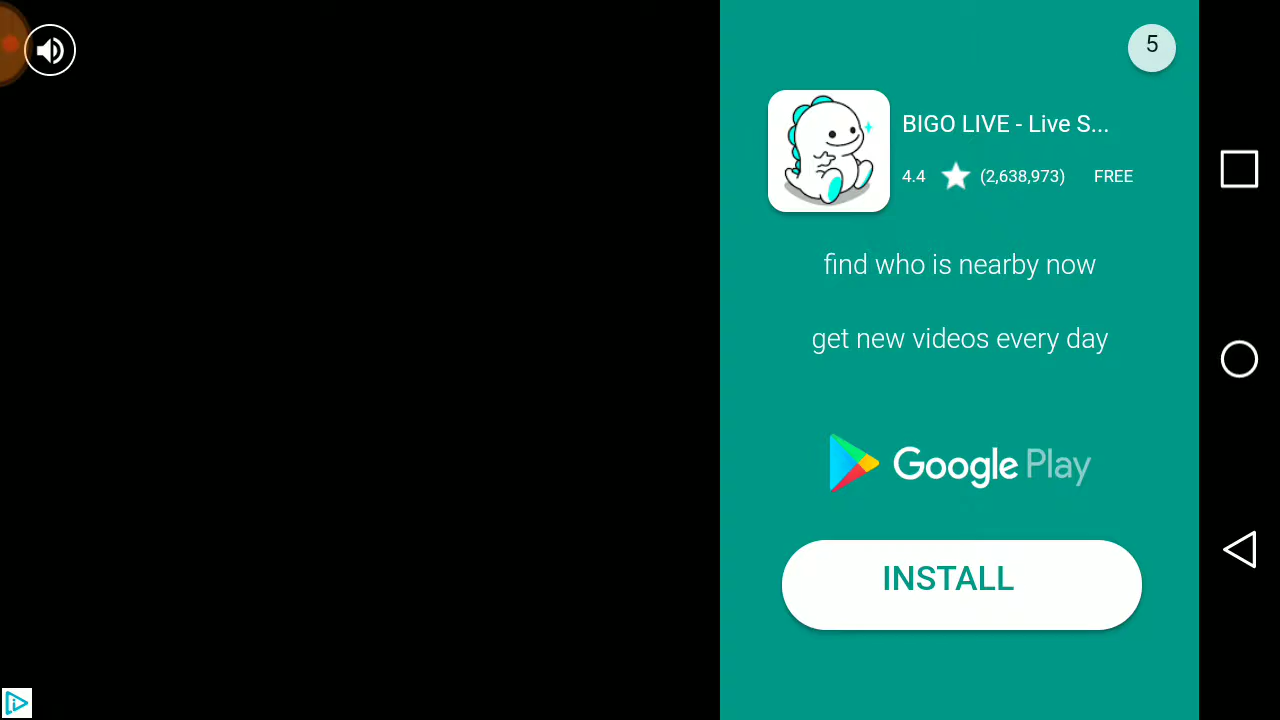 5
BIGO LIVE - Live S...
4.4 (2,638,973) FREE
find who is nearby now
get new videos every day
Google Play
INSTALL